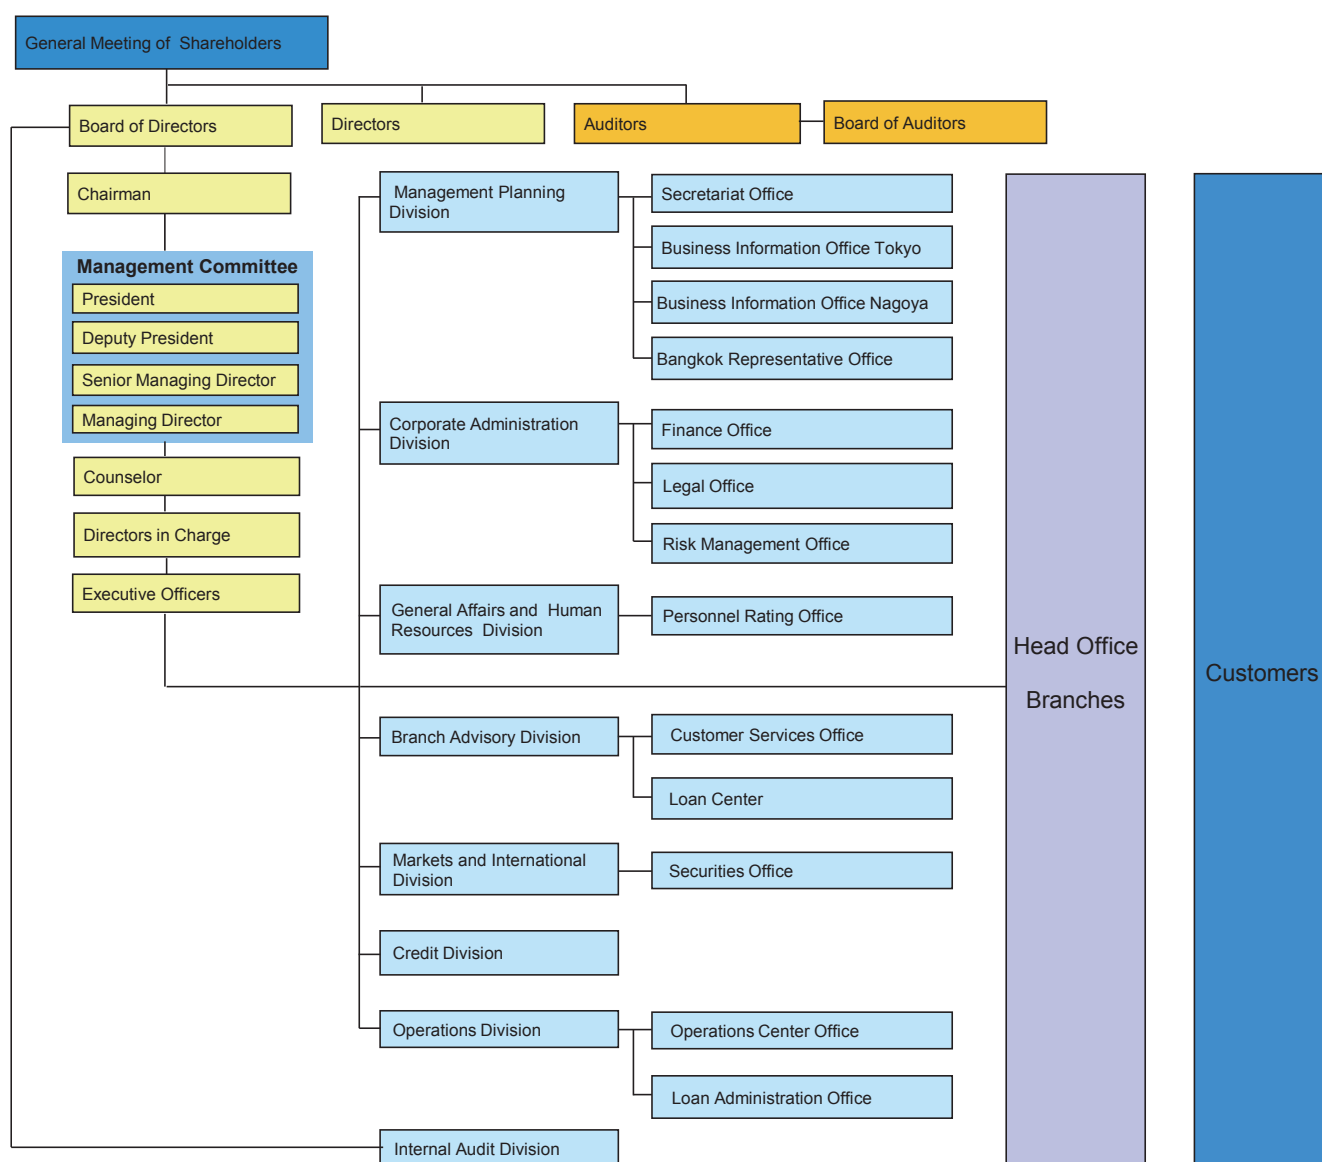 General Meeting of Shareholders
Board of Directors
Directors
Auditors
Board of Auditors
Chairman
Management Committee
President
Deputy President
Senior Managing Director
Managing Director
Counselor
Directors in Charge
Executive Officers
Management Planning
Division
Secretariat Office
Business Information Office Tokyo
Business Information Office Nagoya
Bangkok Representative Office
Corporate Administration
Division
Finance Office
Legal Office
Risk Management Office
General Affairs and Human
Resources Division
Personnel Rating Office
Branch Advisory Division
Customer Services Office
Loan Center
Markets and International
Division
Securities Office
Credit Division
Operations Division
Operations Center Office
Loan Administration Office
Internal Audit Division
Head Office
Branches
Customers